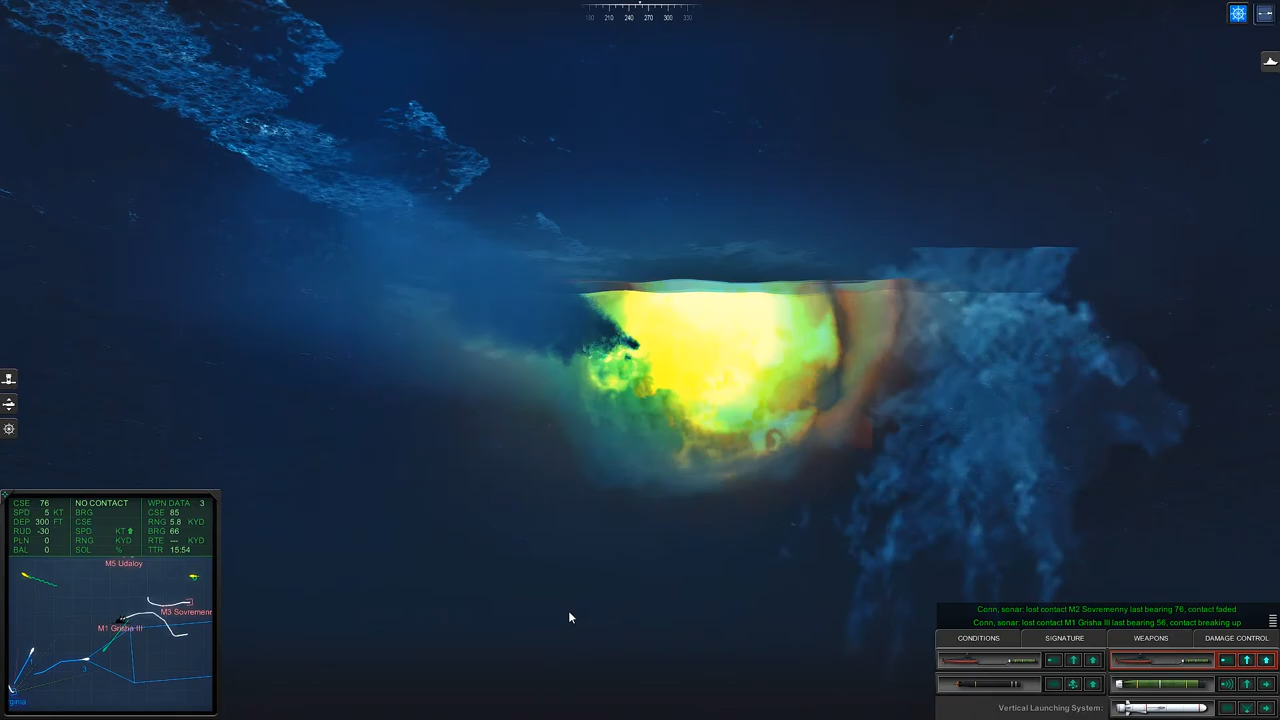 180 210 240 270 300 330
CSE 76 NO CONTACT WPN DATA 3
SPD 5 KT BRG CSE 85
DEP 300 FT CSE RNG 5.8 KYD
RUD -30 SPD KT BRG 66
PLN 0 RNG KYD RTE ---
BAL 0 SOL % TTR 15:54
M5 Udaloy
M3 Sovremenn
M1 Grisha III
ginia
Conn, sonar: lost contact M2 Sovremenny last bearing 76, contact faded
Conn, sonar: lost contact M1 Grisha III last bearing 56, contact breaking up
CONDITIONS SIGNATURE WEAPONS DAMAGE CONTROL
Vertical Launching System: